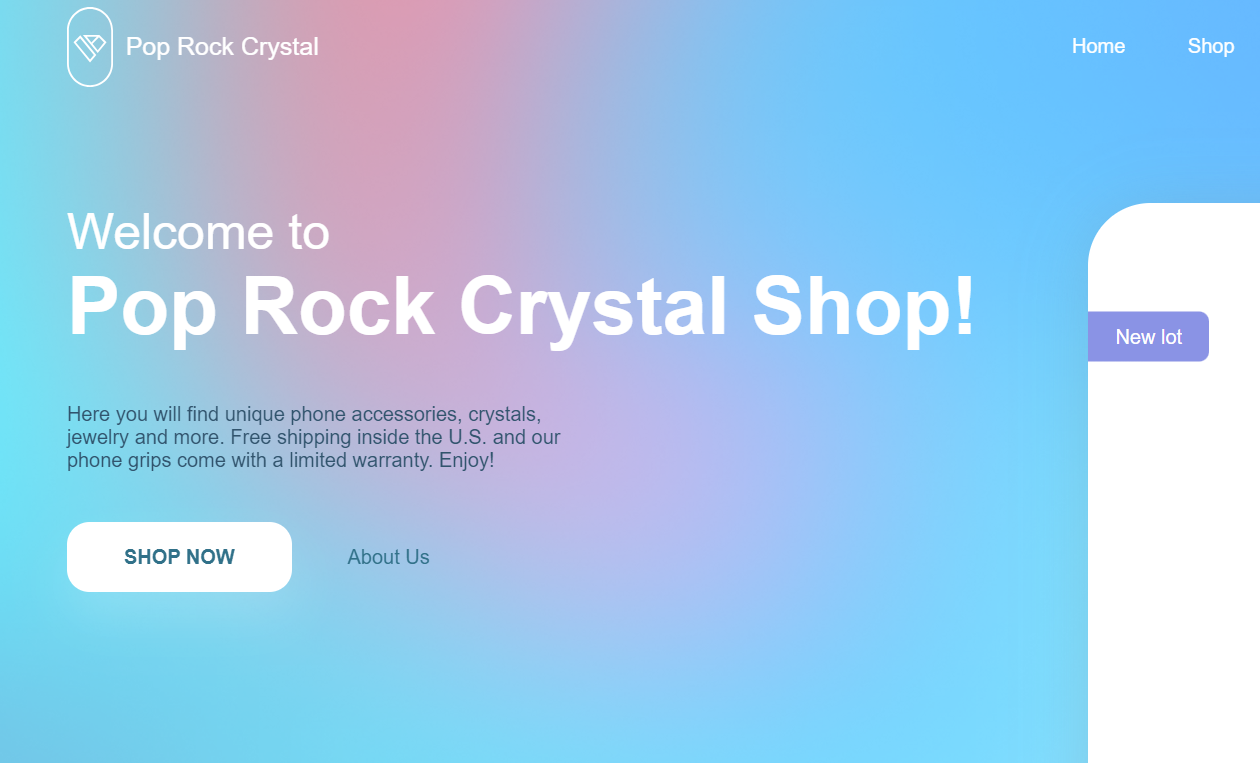 Pop Rock Crystal
Home
Shop
Welcome to
Pop Rock Crystal Shop!
New lot
Here you will find unique phone accessories, crystals,
jewelry and more. Free shipping inside the U.S. and our
phone grips come with a limited warranty. Enjoy!
SHOP NOW
About Us